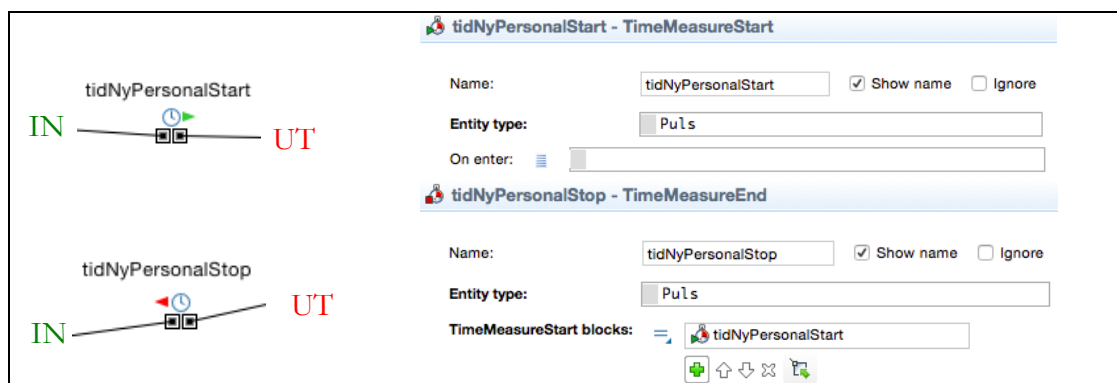 tidNyPersonalStart
IN
UT
tidNyPersonalStart - TimeMeasureStart
Name:
tidNyPersonalStart
Show name
Ignore
Entity type:
Puls
On enter:
tidNyPersonalStop
IN
UT
tidNyPersonalStop - TimeMeasureEnd
Name:
tidNyPersonalStop
Show name
Ignore
Entity type:
Puls
TimeMeasureStart blocks:
tidNyPersonalStart